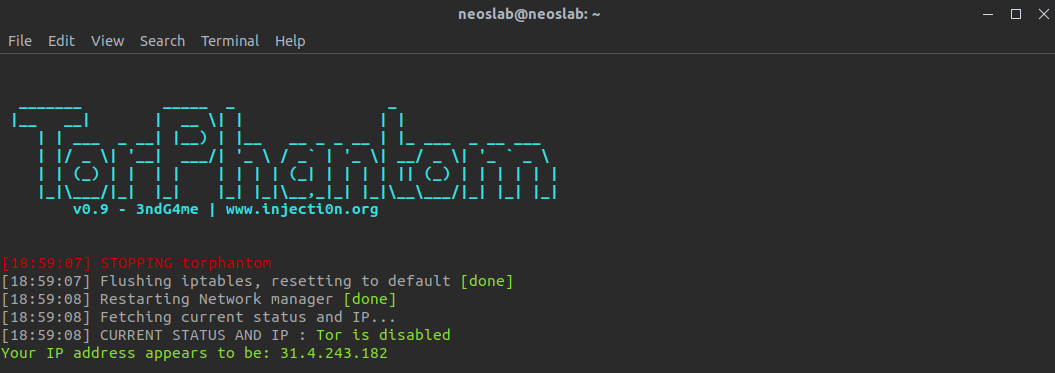 neoslab@neoslab: ~
File Edit View Search Terminal Help
TorPhantom
v0.9 - 3ndG4me | www.injecti0n.org
[18:59:07] STOPPING torphantom
[18:59:07] Flushing iptables, resetting to default [done]
[18:59:08] Restarting Network manager [done]
[18:59:08] Fetching current status and IP...
[18:59:08] CURRENT STATUS AND IP : Tor is disabled
Your IP address appears to be: 31.4.243.182